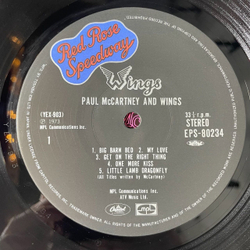 Red Rose
Speedway
Wings
PAUL McCARTNEY AND WINGS
(YEX-903)
℗ 1973
MPL Communications Inc.
33⅓ r.p.m.
STEREO
EPS-80234
1
1. BIG BARN BED 2. MY LOVE
3. GET ON THE RIGHT THING
4. ONE MORE KISS
5. LITTLE LAMB DRAGONFLY
(All Titles written by McCartney)
MPL Communications Inc.
ATV Music Ltd.
Capitol
mpl